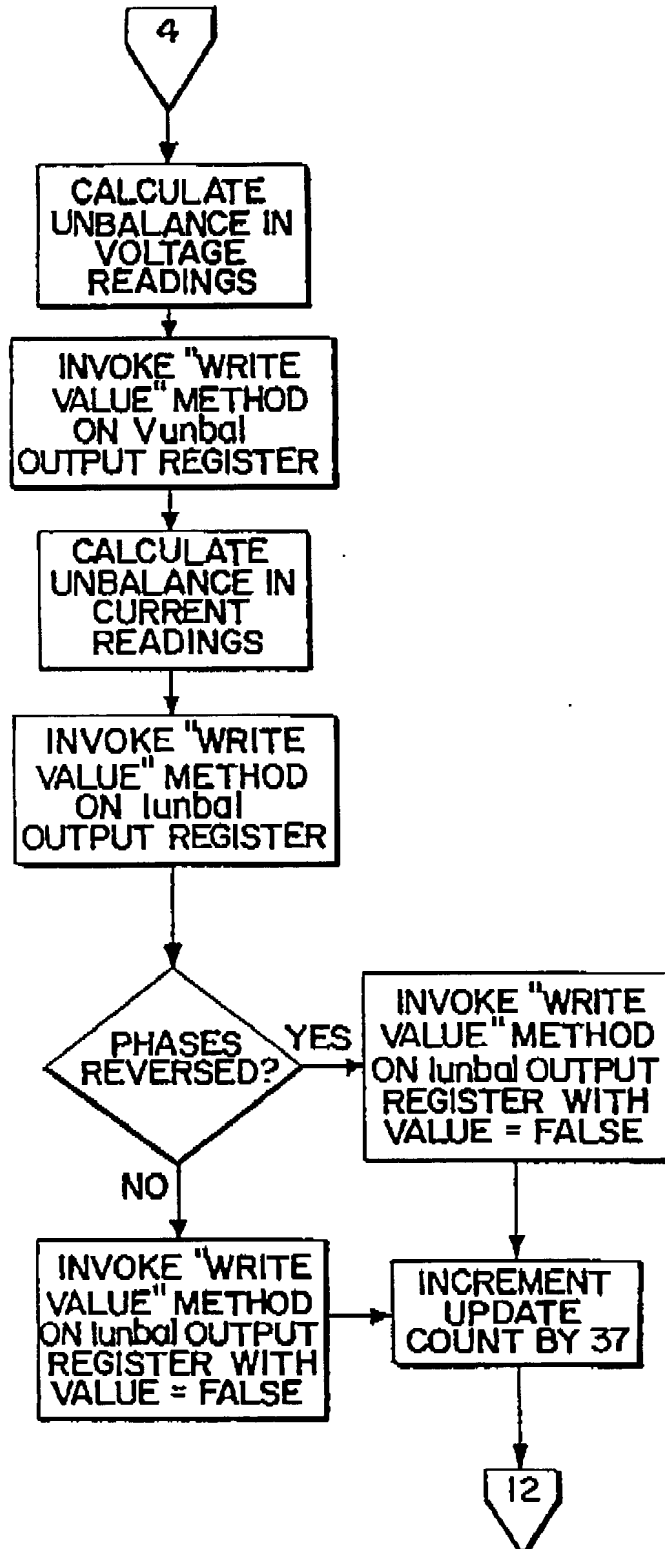 4
CALCULATE
UNBALANCE IN
VOLTAGE
READINGS
INVOKE "WRITE
VALUE" METHOD
ON Vunbal
OUTPUT REGISTER
CALCULATE
UNBALANCE IN
CURRENT
READINGS
INVOKE "WRITE
VALUE" METHOD
ON Iunbal
OUTPUT REGISTER
PHASES
REVERSED?
YES
INVOKE "WRITE
VALUE" METHOD
ON Iunbal OUTPUT
REGISTER WITH
VALUE = FALSE
NO
INVOKE "WRITE
VALUE" METHOD
ON Iunbal OUTPUT
REGISTER WITH
VALUE = FALSE
INCREMENT
UPDATE
COUNT BY 37
12